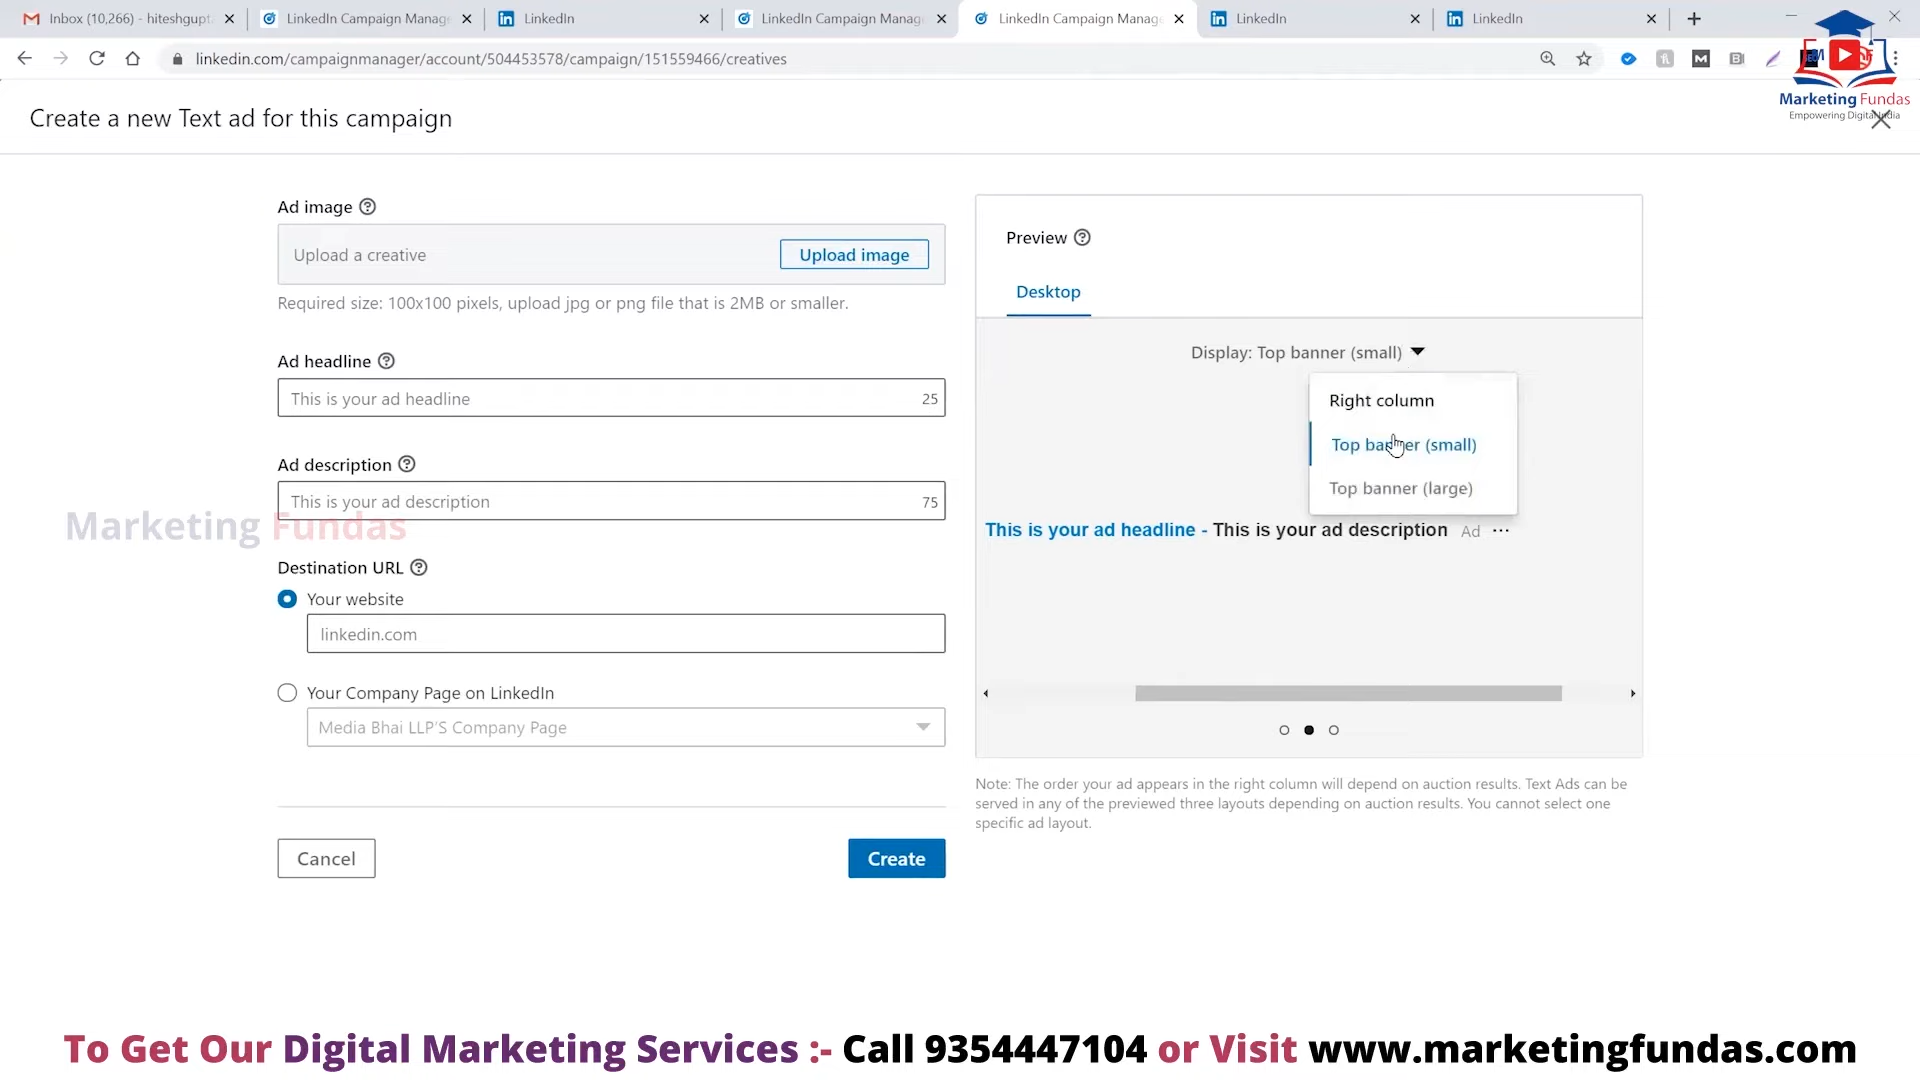 Inbox (10,266) - hiteshgupt
LinkedIn Campaign Manage
LinkedIn
LinkedIn Campaign Manag
LinkedIn Campaign Manag
LinkedIn
LinkedIn
linkedin.com/campaignmanager/account/504453578/campaign/151559466/creatives
Marketing Fundas
Empowering Digital India
Create a new Text ad for this campaign
Ad image
Upload a creative
Upload image
Required size: 100x100 pixels, upload jpg or png file that is 2MB or smaller.
Ad headline
This is your ad headline
25
Ad description
This is your ad description
75
Marketing Fundas
Destination URL
Your website
linkedin.com
Your Company Page on LinkedIn
Media Bhai LLP'S Company Page
Cancel
Create
Preview
Desktop
Display: Top banner (small)
Right column
Top banner (small)
Top banner (large)
This is your ad headline - This is your ad description Ad ···
Note: The order your ad appears in the right column will depend on auction results. Text Ads can be
served in any of the previewed three layouts depending on auction results. You cannot select one
specific ad layout.
To Get Our Digital Marketing Services :- Call 9354447104 or Visit www.marketingfundas.com